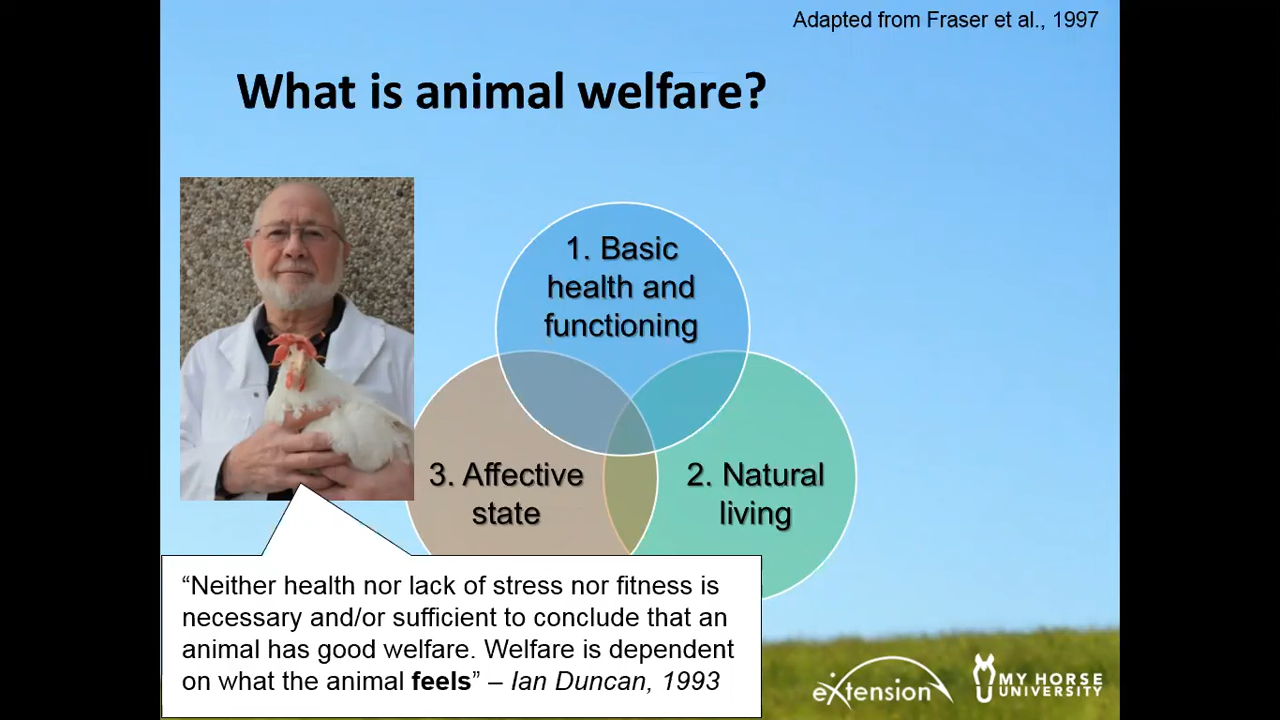 Adapted from Fraser et al., 1997
What is animal welfare?
1. Basic
health and
functioning
3. Affective
state
2. Natural
living
“Neither health nor lack of stress nor fitness is
necessary and/or sufficient to conclude that an
animal has good welfare. Welfare is dependent
on what the animal feels” – Ian Duncan, 1993
eXtension
MY HORSE
UNIVERSITY